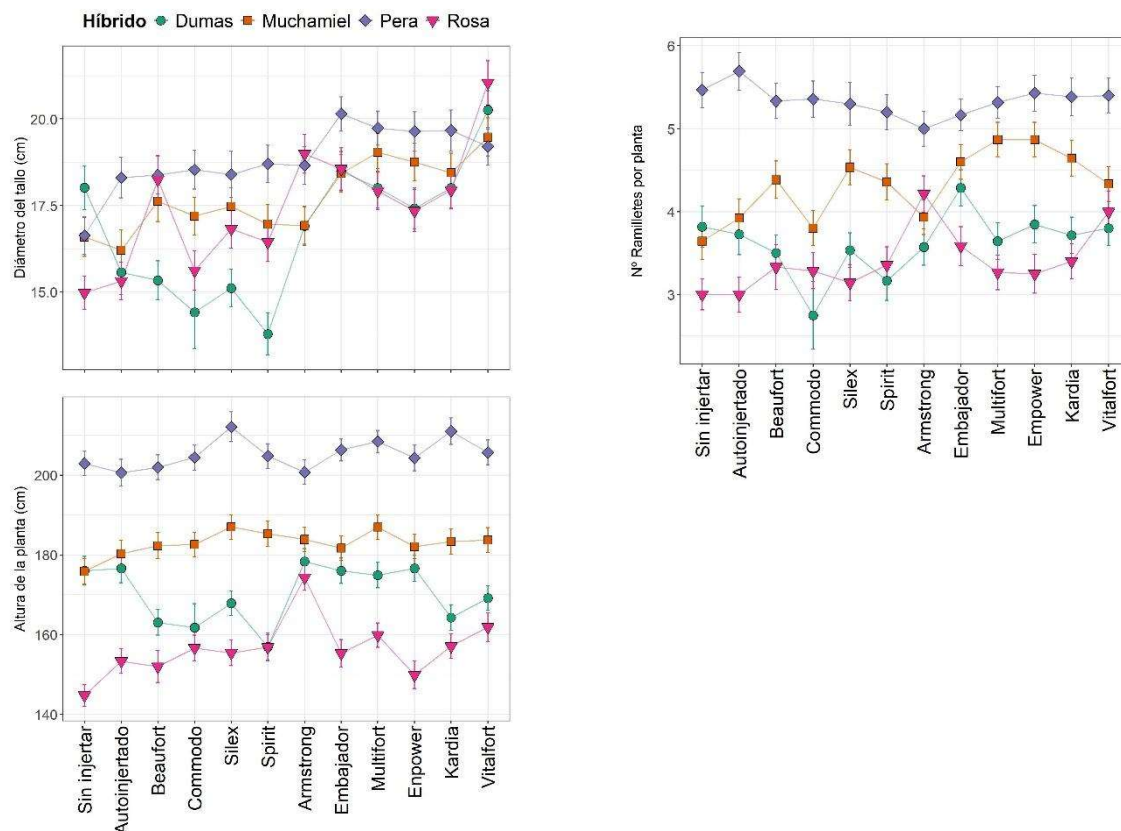 Híbrido Dumas Muchamiel Pera Rosa
Diámetro del tallo (cm)
20.0
17.5
15.0
Altura de la planta (cm)
200
180
160
140
Sin injertar
Autoinjertado
Beaufort
Commodo
Silex
Spirit
Armstrong
Embajador
Multifort
Enpower
Kardia
Vitalfort
Nº Ramilletes por planta
6
5
4
3
Sin injertar
Autoinjertado
Beaufort
Commodo
Silex
Spirit
Armstrong
Embajador
Multifort
Empower
Kardia
Vitalfort